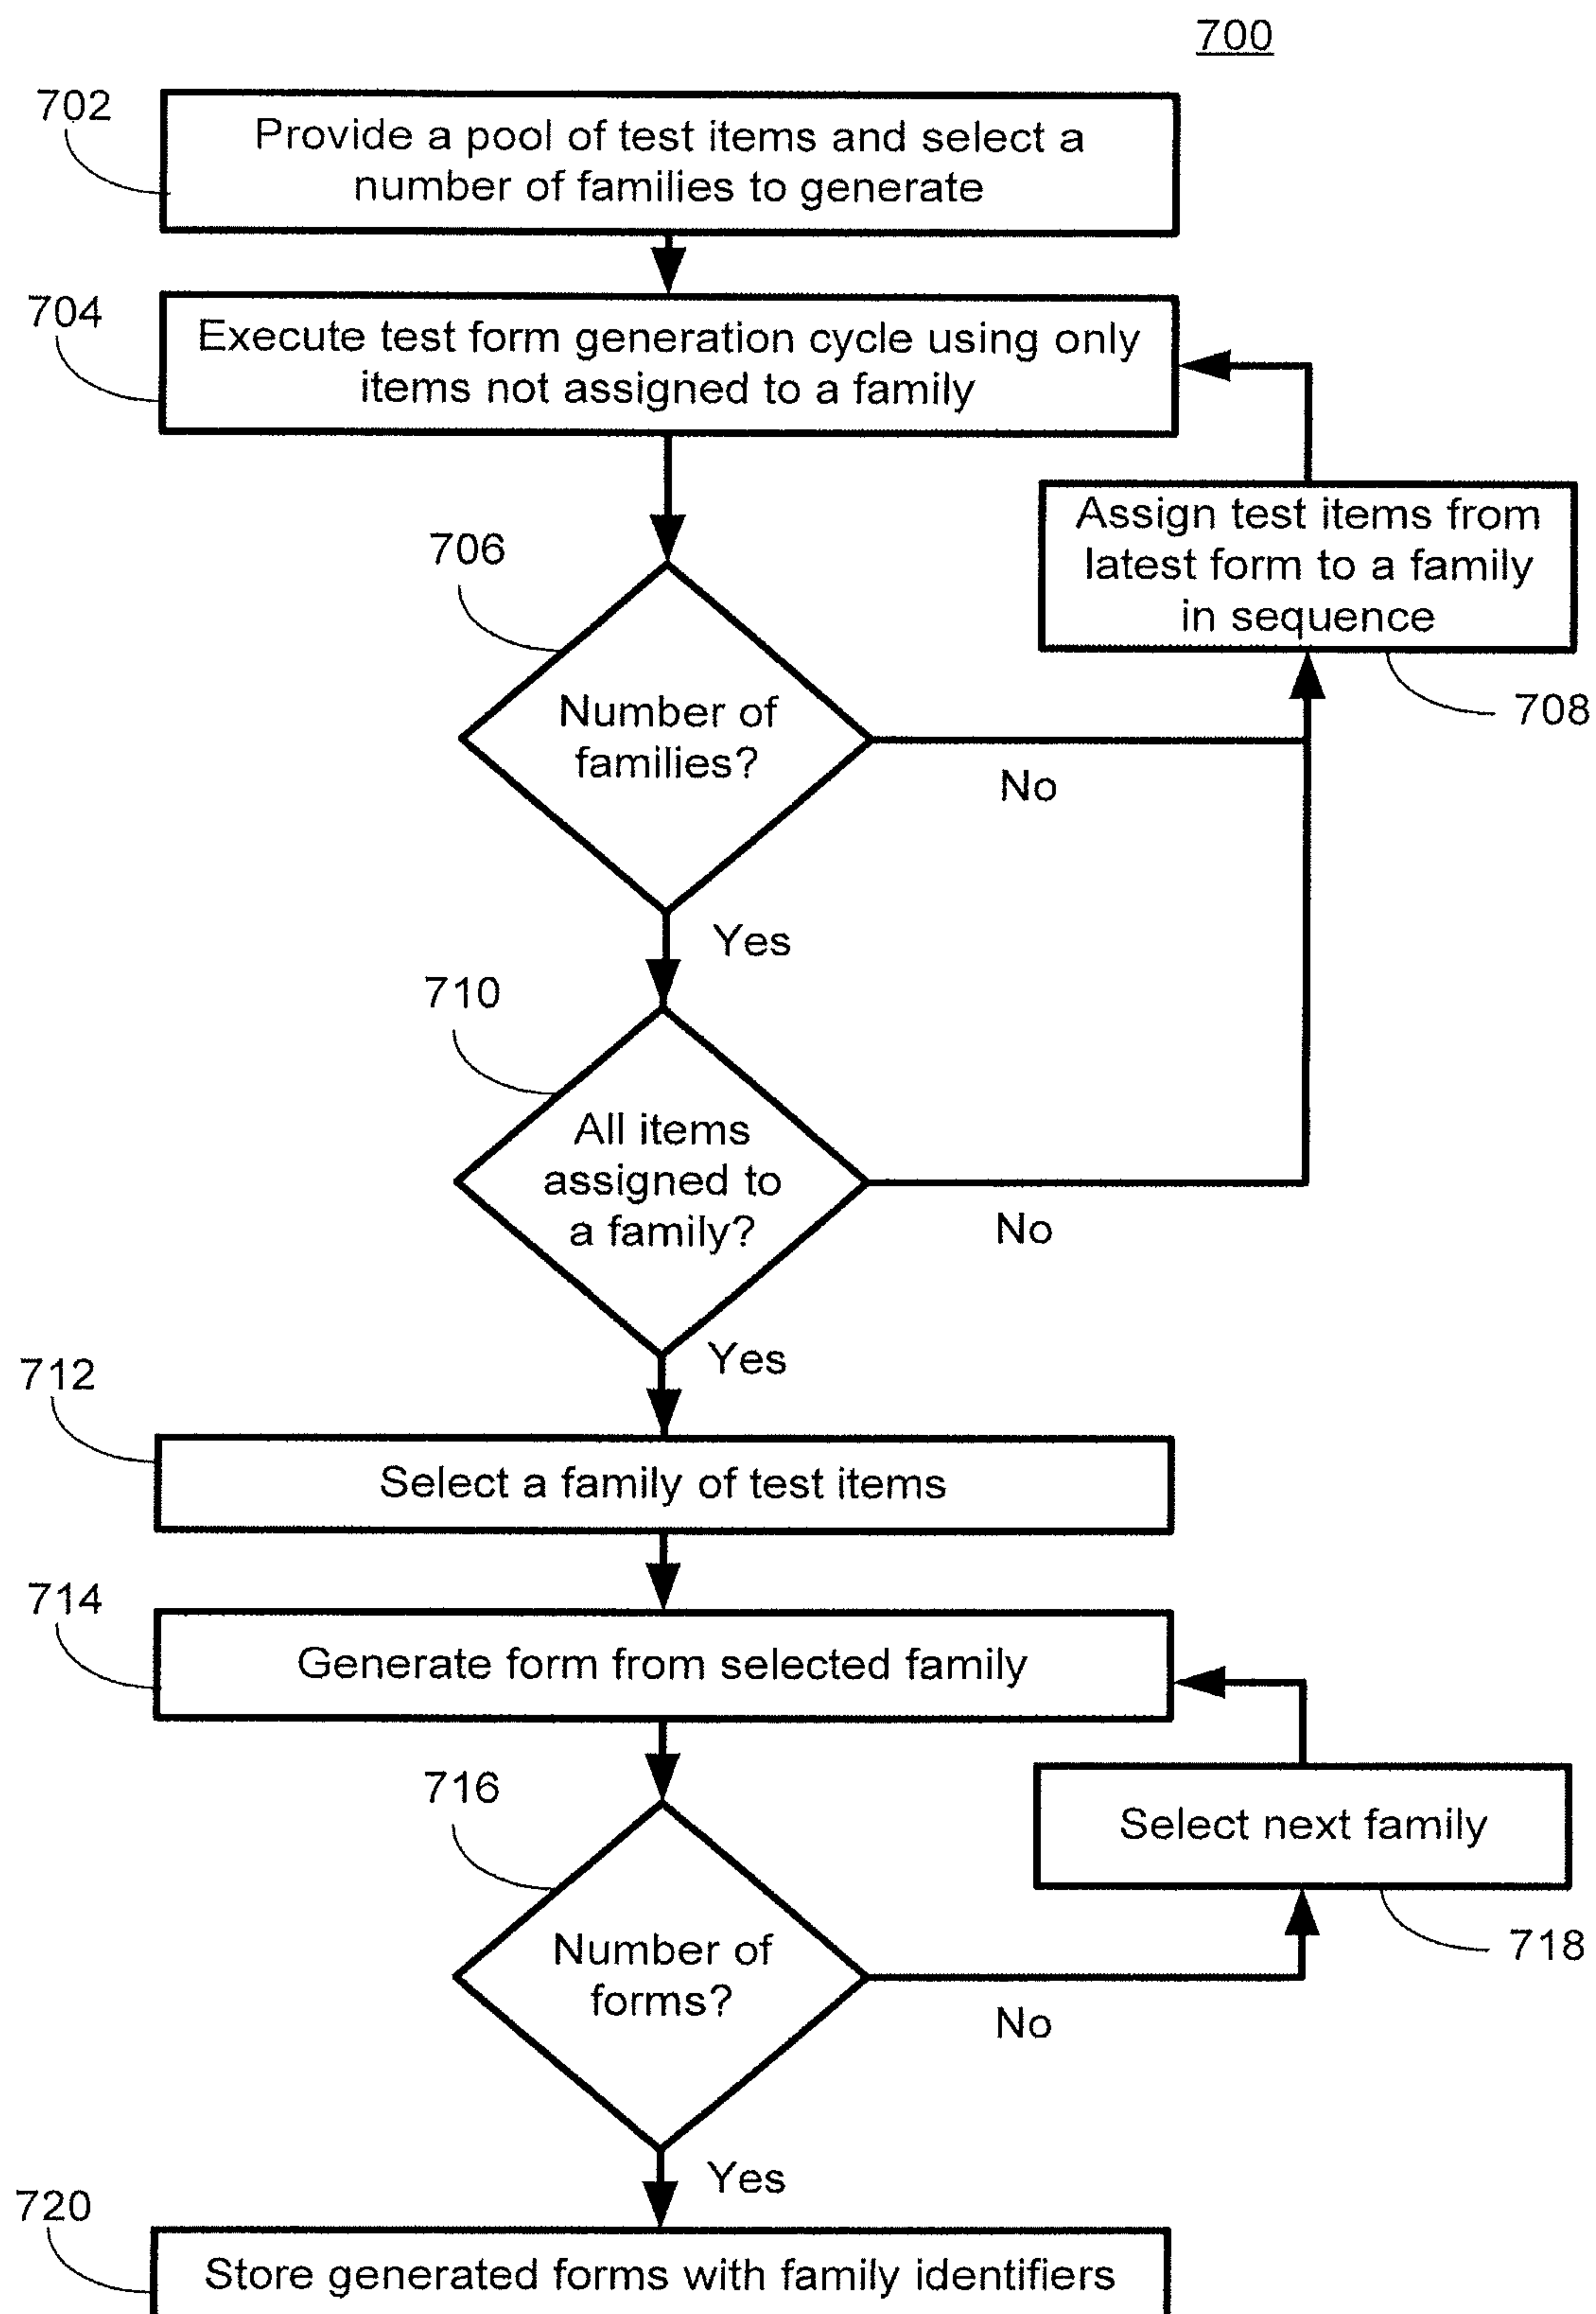 700
702
Provide a pool of test items and select a
number of families to generate
704
Execute test form generation cycle using only
items not assigned to a family
Assign test items from
latest form to a family
in sequence
708
706
Number of
families?
No
Yes
710
All items
assigned to
a family?
No
Yes
712
Select a family of test items
714
Generate form from selected family
716
Select next family
718
Number of
forms?
No
Yes
720
Store generated forms with family identifiers